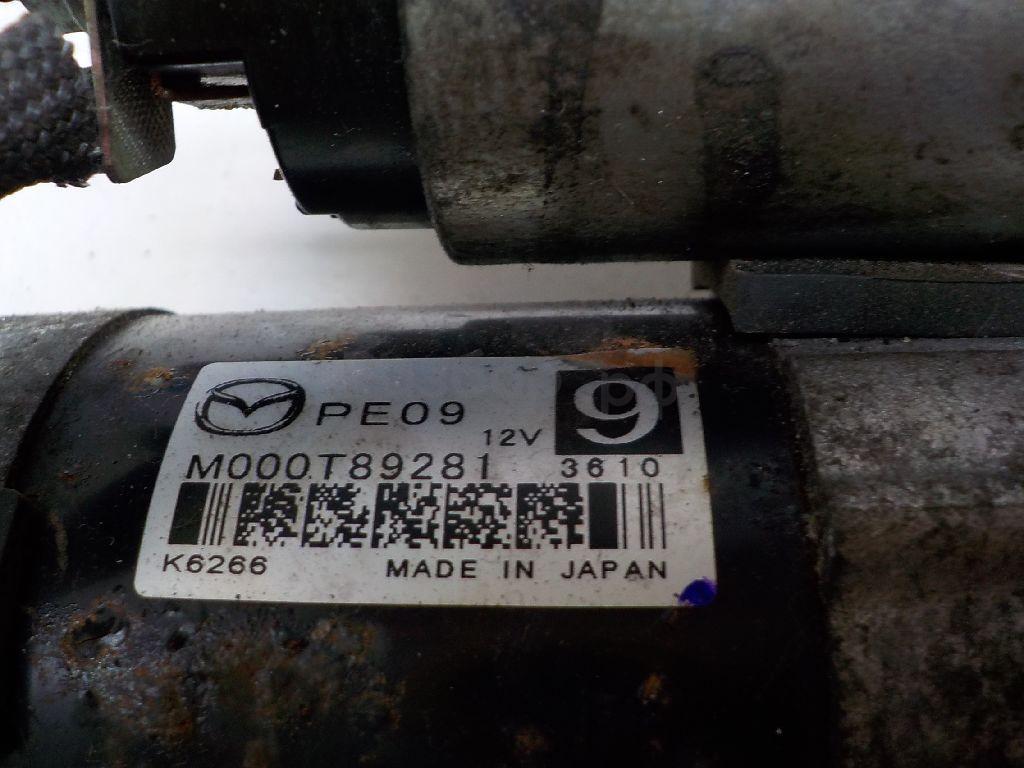 PE09
12V
9
M000T89281
3610
K6266
MADE IN JAPAN